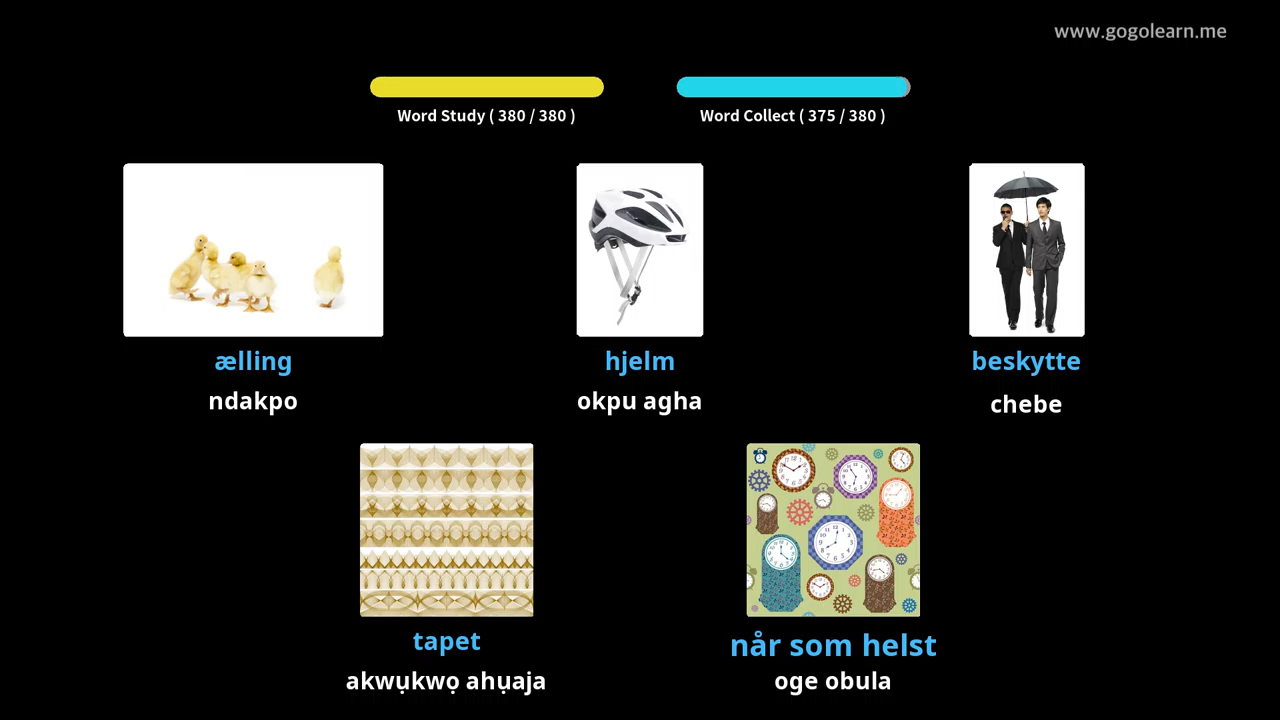 www.gogolearn.me
Word Study ( 380 / 380 )
Word Collect ( 375 / 380 )
ælling
hjelm
beskytte
ndakpo
okpu agha
chebe
tapet
når som helst
akwụkwọ ahụaja
oge obula